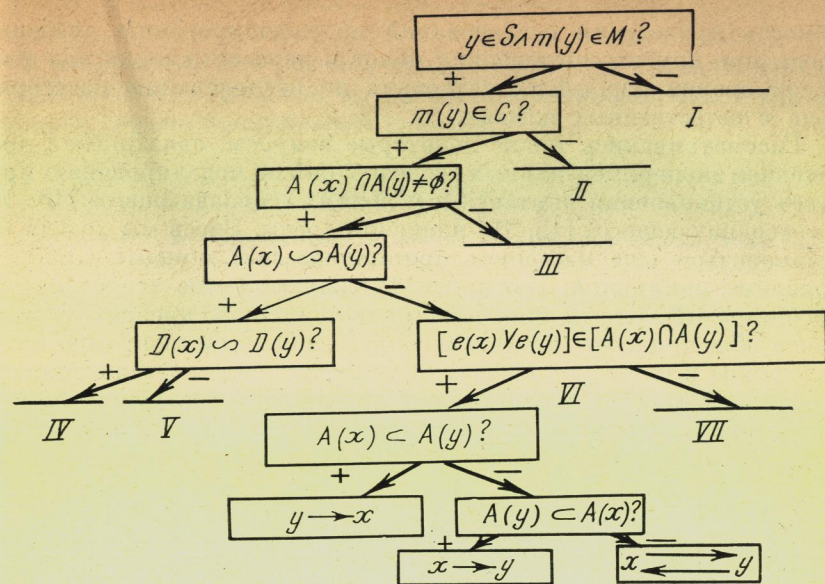 y ∈ S ∧ m(y) ∈ M ?
+ −
m(y) ∈ C ?
I
+ −
A(x) ∩ A(y) ≠ ϕ?
II
+ −
A(x) ∽ A(y)?
III
+ −
D(x) ∽ D(y)?
[e(x) Y e(y)] ∈ [A(x) ∩ A(y)] ?
+ −
+ VI −
IV V
VII
A(x) ⊂ A(y) ?
+ −
y → x
A(y) ⊂ A(x)?
+ −
x → y
x ⇄ y